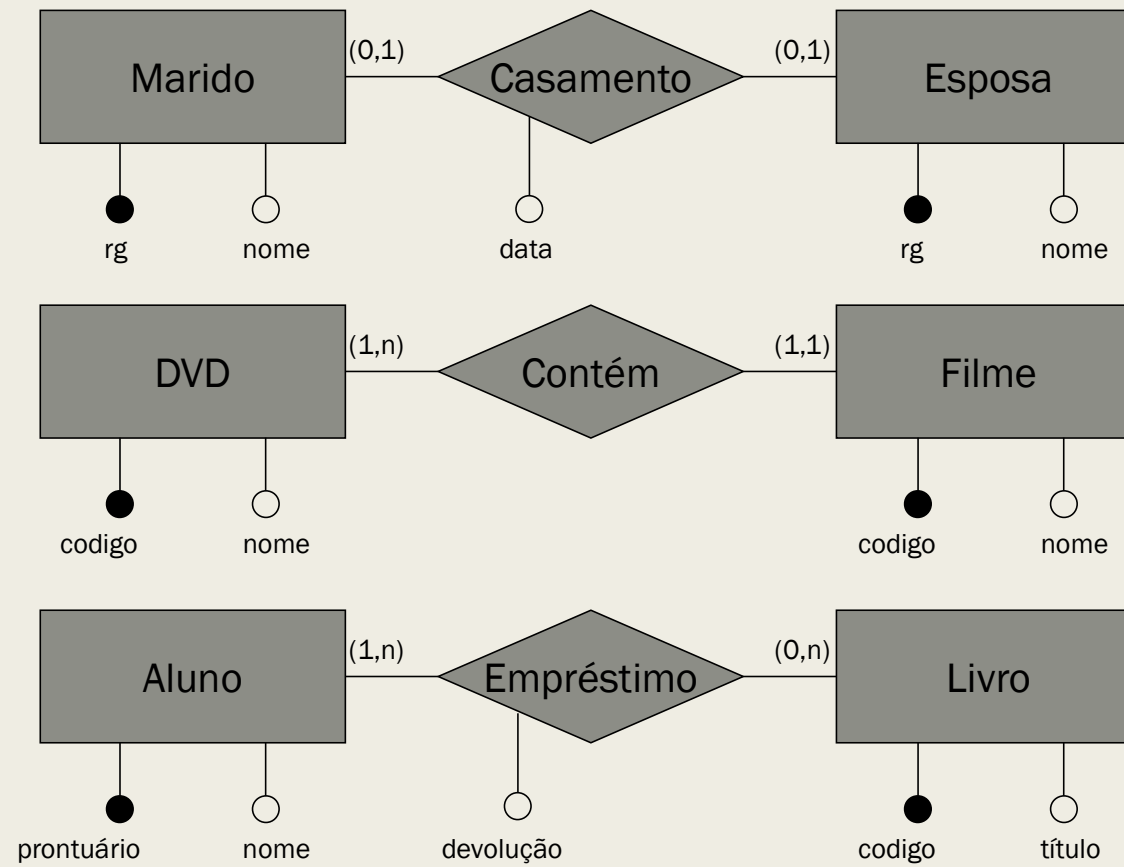 (0,1) (0,1)
Marido Casamento Esposa
rg nome data rg nome
(1,n) (1,1)
DVD Contém Filme
codigo nome codigo nome
(1,n) (0,n)
Aluno Empréstimo Livro
prontuário nome devolução codigo título